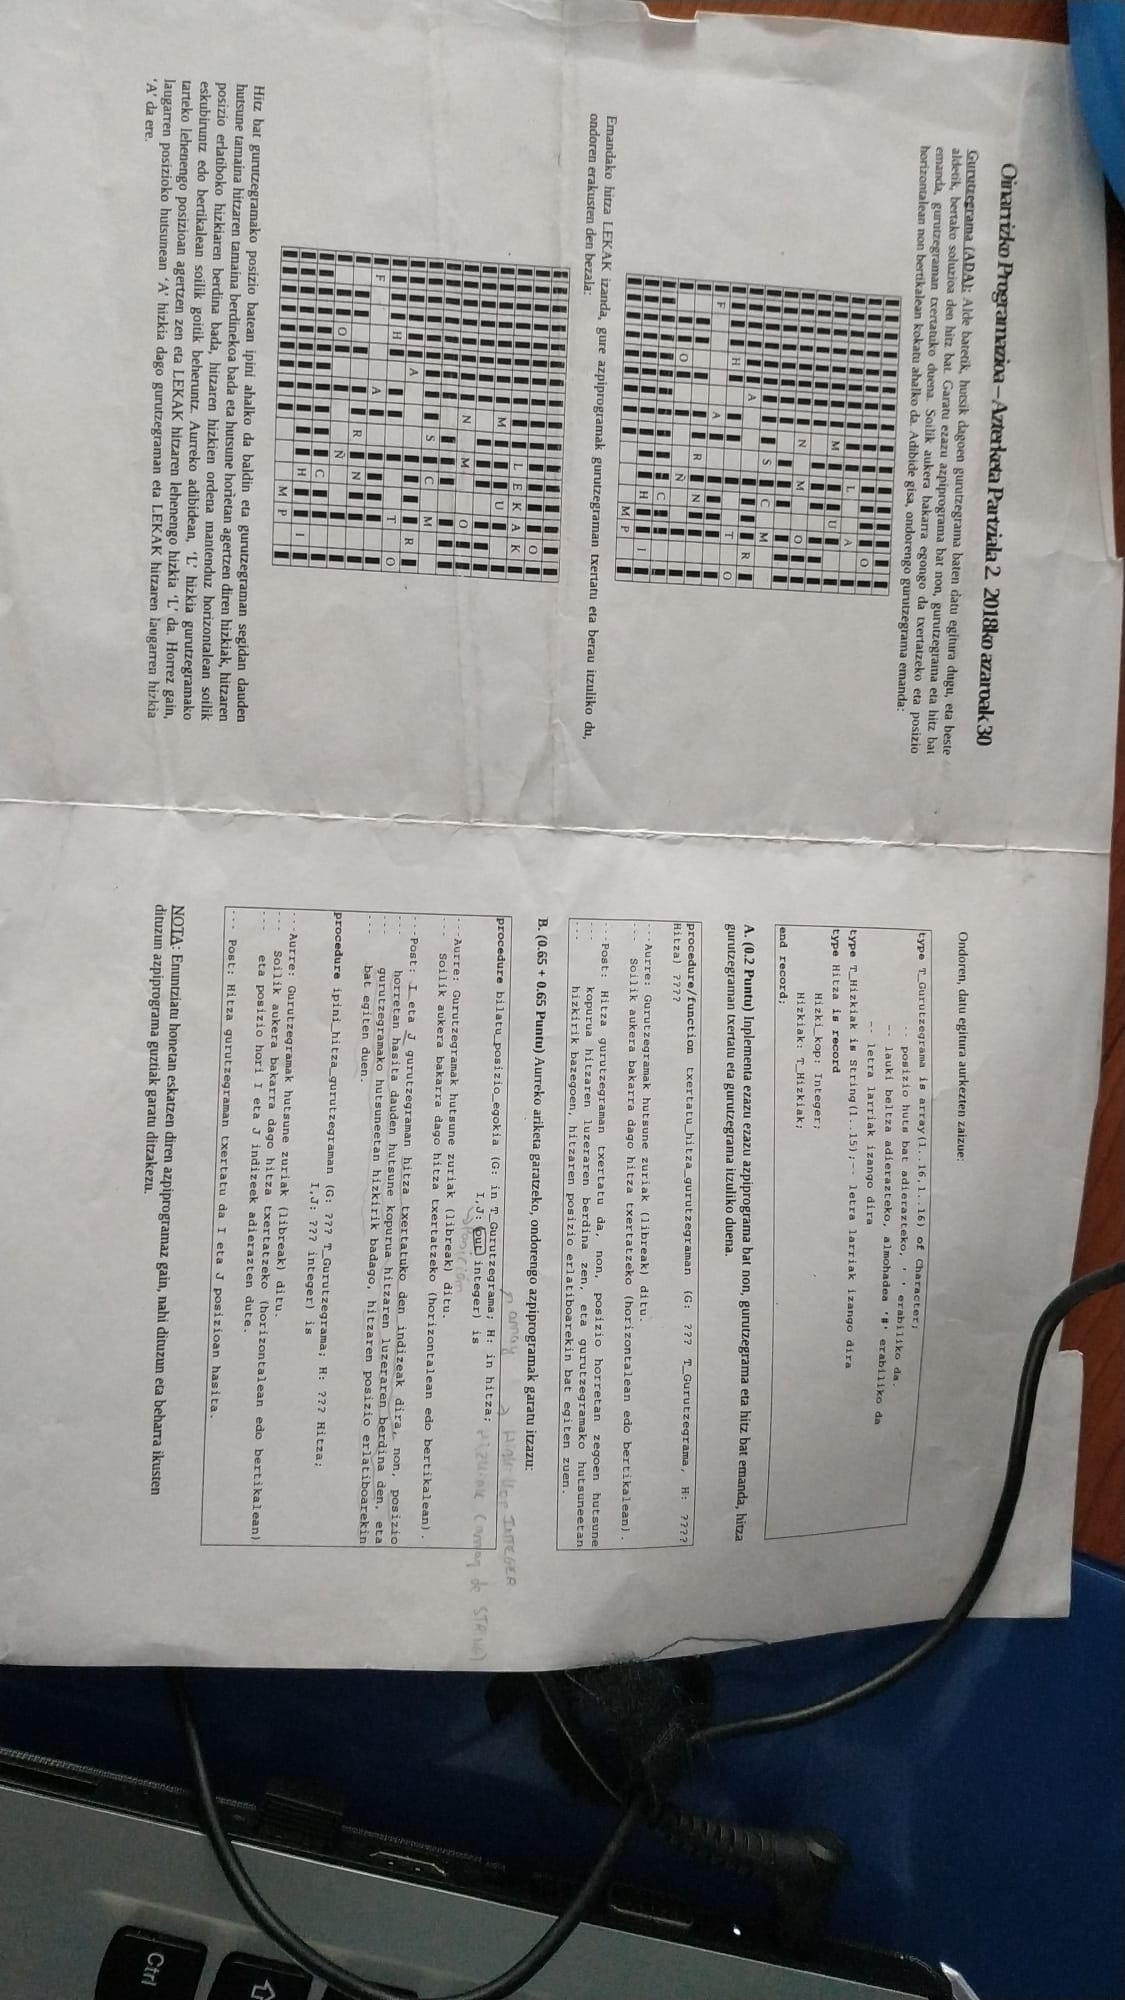 Oinarrizko Programazioa – Azterketa Partziala 2. 2018ko azaroak 30
Gurutzegrama (ADA): Alde batetik, hutsik dagoen gurutzegrama baten datu egitura dugu, eta beste
aldetik, bertako soluzioa den hitz bat. Garatu ezazu azpiprograma bat non, gurutzegrama eta hitz bat
emanda, gurutzegraman txertatuko duena. Soilik aukera bakarra egongo da txertatzeko eta posizio
horizontalean non bertikalean kokatu ahalko da. Adibide gisa, ondorengo gurutzegrama emanda:
O
L A
M U
N M O
S C M
A R
H T O
F A
R N
O Ñ
C
H I
M P
Emandako hitza LEKAK izanda, gure azpiprogramak gurutzegraman txertatu eta berau itzuliko du,
ondoren erakusten den bezala:
O
L E K A K
M U
N M O
S C M
A R
H T O
F A
R N
O Ñ
C
H I
M P
Hitz bat gurutzegramako posizio batean ipini ahalko da baldin eta gurutzegraman segidan dauden
hutsune tamaina hitzaren tamaina berdinekoa bada eta hutsune horietan agertzen diren hizkiak, hitzaren
posizio erlatiboko hizkiaren berdina bada, hitzaren hizkien ordena mantenduz horizontalean soilik
eskubiruntz edo bertikalean soilik goitik beheruntz. Aurreko adibidean, 'L' hizkia gurutzegramako
tarteko lehenengo posizioan agertzen zen eta LEKAK hitzaren lehenengo hizkia 'L' da. Horrez gain,
laugarren posizioko hutsunean 'A' hizkia dago gurutzegraman eta LEKAK hitzaren laugarren hizkia
'A' da ere.
Ondoren, datu egitura aurkezten zaizue:
type T_Gurutzegrama is array(1..16,1..16) of Character;
-- posizio huts bat adierazteko, ' ' erabiliko da.
-- lauki beltza adierazteko, almohadea '#' erabiliko da
-- letra larriak izango dira
type T_Hizkiak is String(1..15);-- letra larriak izango dira
type Hitza is record
Hizki_kop: Integer;
Hizkiak: T_Hizkiak;
end record;
A. (0.2 Puntu) Inplementa ezazu ezazu azpiprograma bat non, gurutzegrama eta hitz bat emanda, hitza
gurutzegraman txertatu eta gurutzegrama itzuliko duena.
procedure/function txertatu_hitza_gurutzegraman (G: ??? T_Gurutzegrama, H: ????
Hitza) ????
---Aurre: Gurutzegramak hutsune zuriak (libreak) ditu.
--- Soilik aukera bakarra dago hitza txertatzeko (horizontalean edo bertikalean).
---Post: Hitza gurutzegraman txertatu da, non, posizio horretan zegoen hutsune
--- kopurua hitzaren luzeraren berdina zen, eta gurutzegramako hutsuneetan
--- hizkirik bazegoen, hitzaren posizio erlatiboarekin bat egiten zuen.
B. (0.65 + 0.65 Puntu) Aurreko ariketa garatzeko, ondorengo azpiprogramak garatu itzazu:
array INTEGER
procedure bilatu_posizio_egokia (G: in T_Gurutzegrama; H: in hitza;
I,J: out integer) is
Posición
---Aurre: Gurutzegramak hutsune zuriak (libreak) ditu.
--- Soilik aukera bakarra dago hitza txertatzeko (horizontalean edo bertikalean).
---Post: I eta J gurutzegraman hitza txertatuko den indizeak dira, non, posizio
--- horretan hasita dauden hutsune kopurua hitzaren luzeraren berdina den, eta
--- gurutzegramako hutsuneetan hizkirik badago, hitzaren posizio erlatiboarekin
--- bat egiten duen.
procedure ipini_hitza_gurutzegraman (G: ??? T_Gurutzegrama; H: ??? Hitza;
I,J: ??? integer) is
---Aurre: Gurutzegramak hutsune zuriak (libreak) ditu.
--- Soilik aukera bakarra dago hitza txertatzeko (horizontalean edo bertikalean)
--- eta posizio hori I eta J indizeek adierazten dute.
--- Post: Hitza gurutzegraman txertatu da I eta J posizioan hasita.
NOTA: Enuntziatu honetan eskatzen diren azpiprogramaz gain, nahi dituzun eta beharra ikusten
dituzun azpiprograma guztiak garatu ditzakezu.
Ctrl